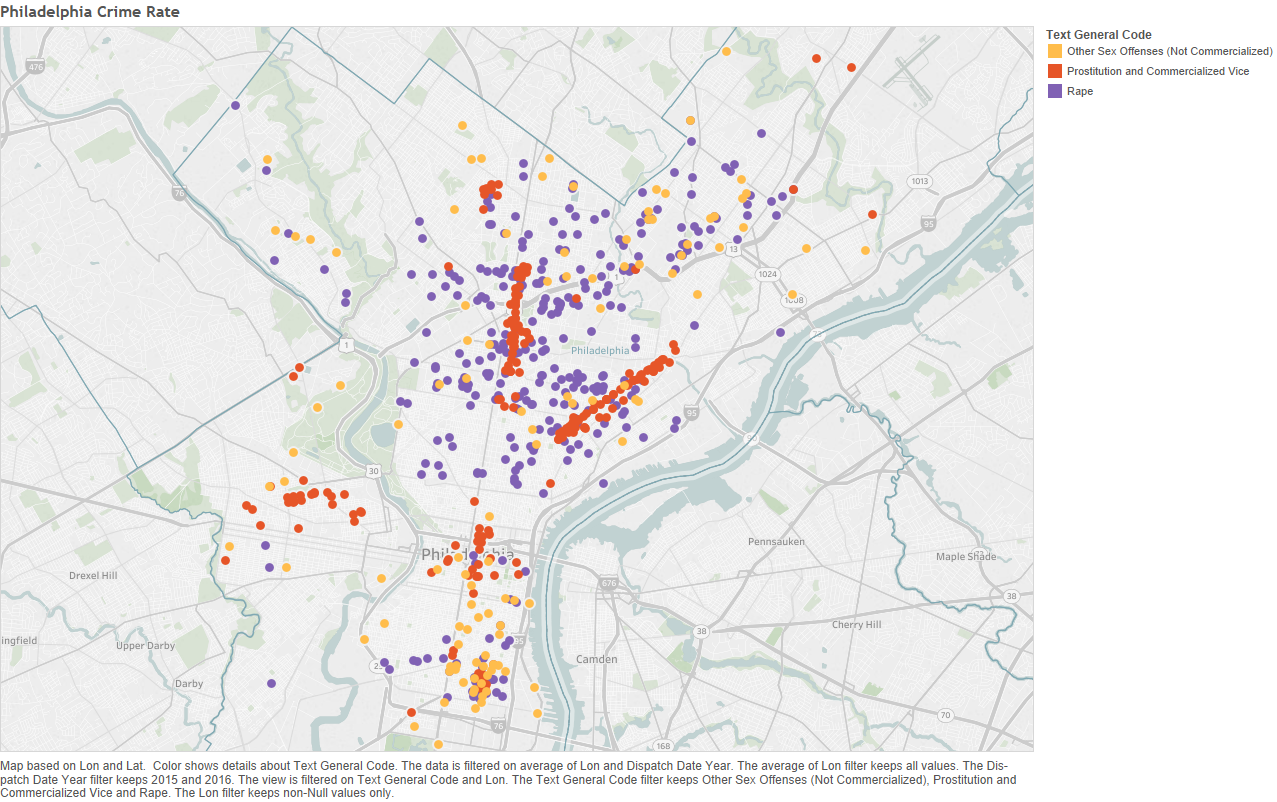 Philadelphia Crime Rate
Text General Code
Other Sex Offenses (Not Commercialized)
Prostitution and Commercialized Vice
Rape
476
76
1013
95
13
1024
1
Philadelphia
1
95
90
30
Pennsauken
Maple Shade
Drexel Hill
676
38
38
Cherry Hill
ingfield
Upper Darby
Camden
Darby
70
76
168
Map based on Lon and Lat.  Color shows details about Text General Code. The data is filtered on average of Lon and Dispatch Date Year. The average of Lon filter keeps all values. The Dis-
patch Date Year filter keeps 2015 and 2016. The view is filtered on Text General Code and Lon. The Text General Code filter keeps Other Sex Offenses (Not Commercialized), Prostitution and
Commercialized Vice and Rape. The Lon filter keeps non-Null values only.